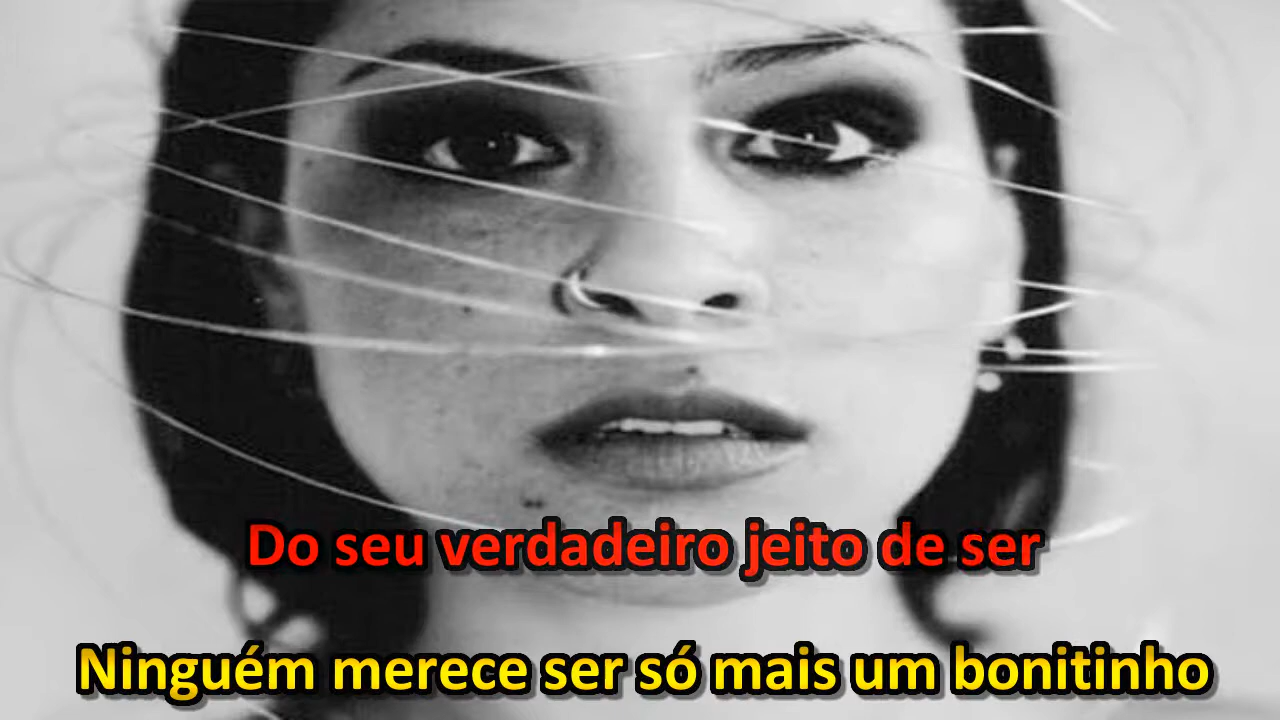 Do seu verdadeiro jeito de ser
Ninguém merece ser só mais um bonitinho